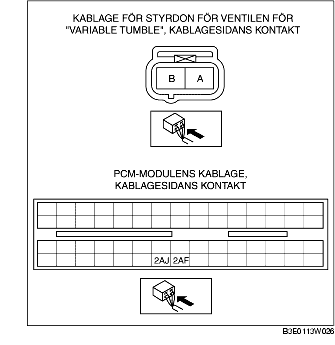 KABLAGE FÖR STYRDON FÖR VENTILEN FÖR
"VARIABLE TUMBLE", KABLAGESIDANS KONTAKT
B A
PCM-MODULENS KABLAGE,
KABLAGESIDANS KONTAKT
2AJ 2AF
B3E0113W026